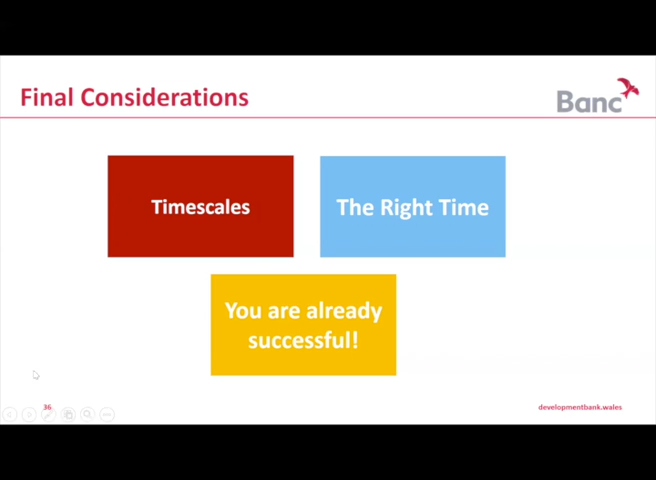 Final Considerations
Banc
Timescales
The Right Time
You are already
successful!
36
developmentbank.wales